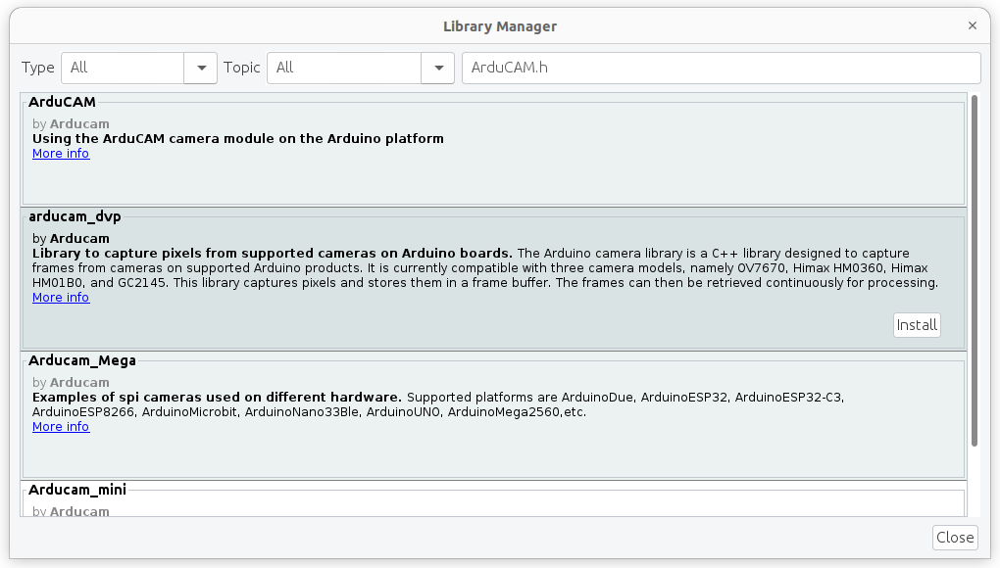 Library Manager
×
Type All Topic All ArduCAM.h
ArduCAM
by Arducam
Using the ArduCAM camera module on the Arduino platform
More info
arducam_dvp
by Arducam
Library to capture pixels from supported cameras on Arduino boards. The Arduino camera library is a C++ library designed to capture
frames from cameras on supported Arduino products. It is currently compatible with three camera models, namely OV7670, Himax HM0360, Himax
HM01B0, and GC2145. This library captures pixels and stores them in a frame buffer. The frames can then be retrieved continuously for processing.
More info
Install
Arducam_Mega
by Arducam
Examples of spi cameras used on different hardware. Supported platforms are ArduinoDue, ArduinoESP32, ArduinoESP32-C3,
ArduinoESP8266, ArduinoMicrobit, ArduinoNano33Ble, ArduinoUNO, ArduinoMega2560,etc.
More info
Arducam_mini
by Arducam
Close